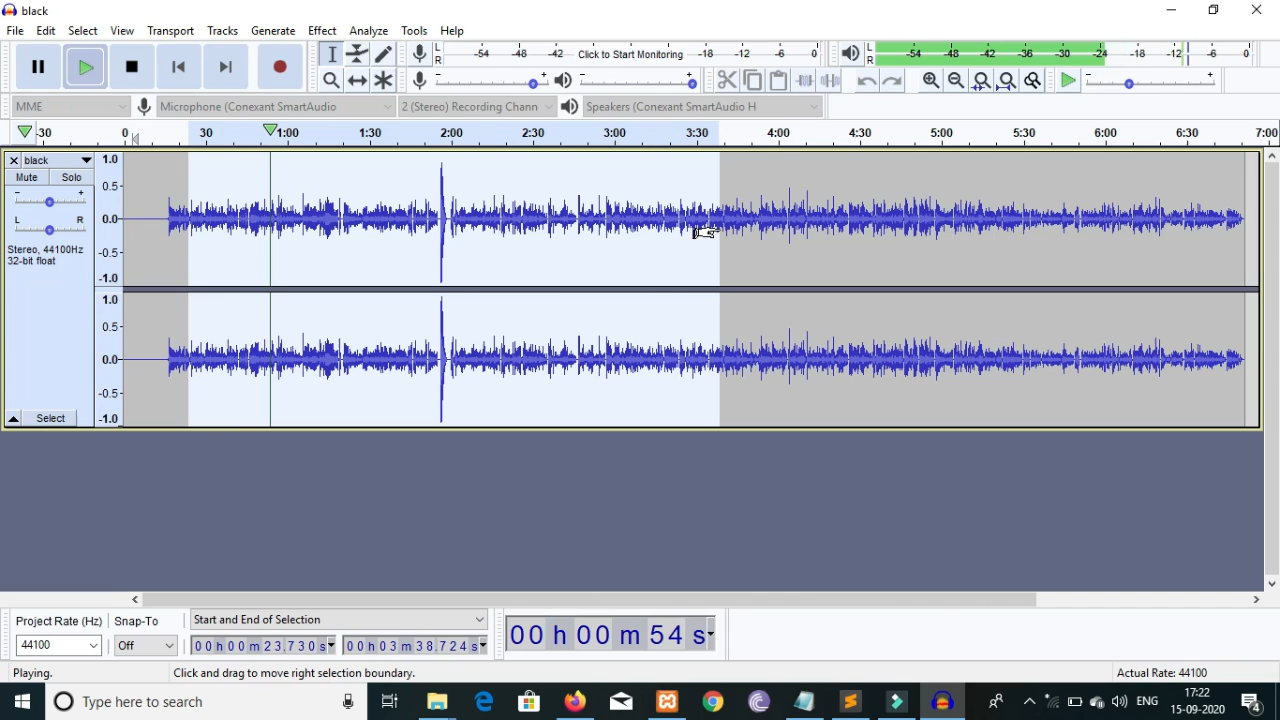 black
File Edit Select View Transport Tracks Generate Effect Analyze Tools Help
L R -54 -48 -42 Click to Start Monitoring -18 -12 -6 0 L R -54 -48 -42 -36 -30 -24 -18 -12 -6 0
- + - + - +
MME Microphone (Conexant SmartAudio 2 (Stereo) Recording Chann Speakers (Conexant SmartAudio H
-30 0 30 1:00 1:30 2:00 2:30 3:00 3:30 4:00 4:30 5:00 5:30 6:00 6:30 7:00
× black 1.0
Mute Solo
0.5
- +
L R 0.0
Stereo, 44100Hz
32-bit float
-0.5
-1.0
1.0
0.5
0.0
-0.5
Select -1.0
Project Rate (Hz) Snap-To Start and End of Selection
44100 Off 00 h 00 m 23.730 s 00 h 03 m 38.724 s
00 h 00 m 54 s
Playing. Click and drag to move right selection boundary. Actual Rate: 44100
Type here to search ENG 17:22
15-09-2020 4